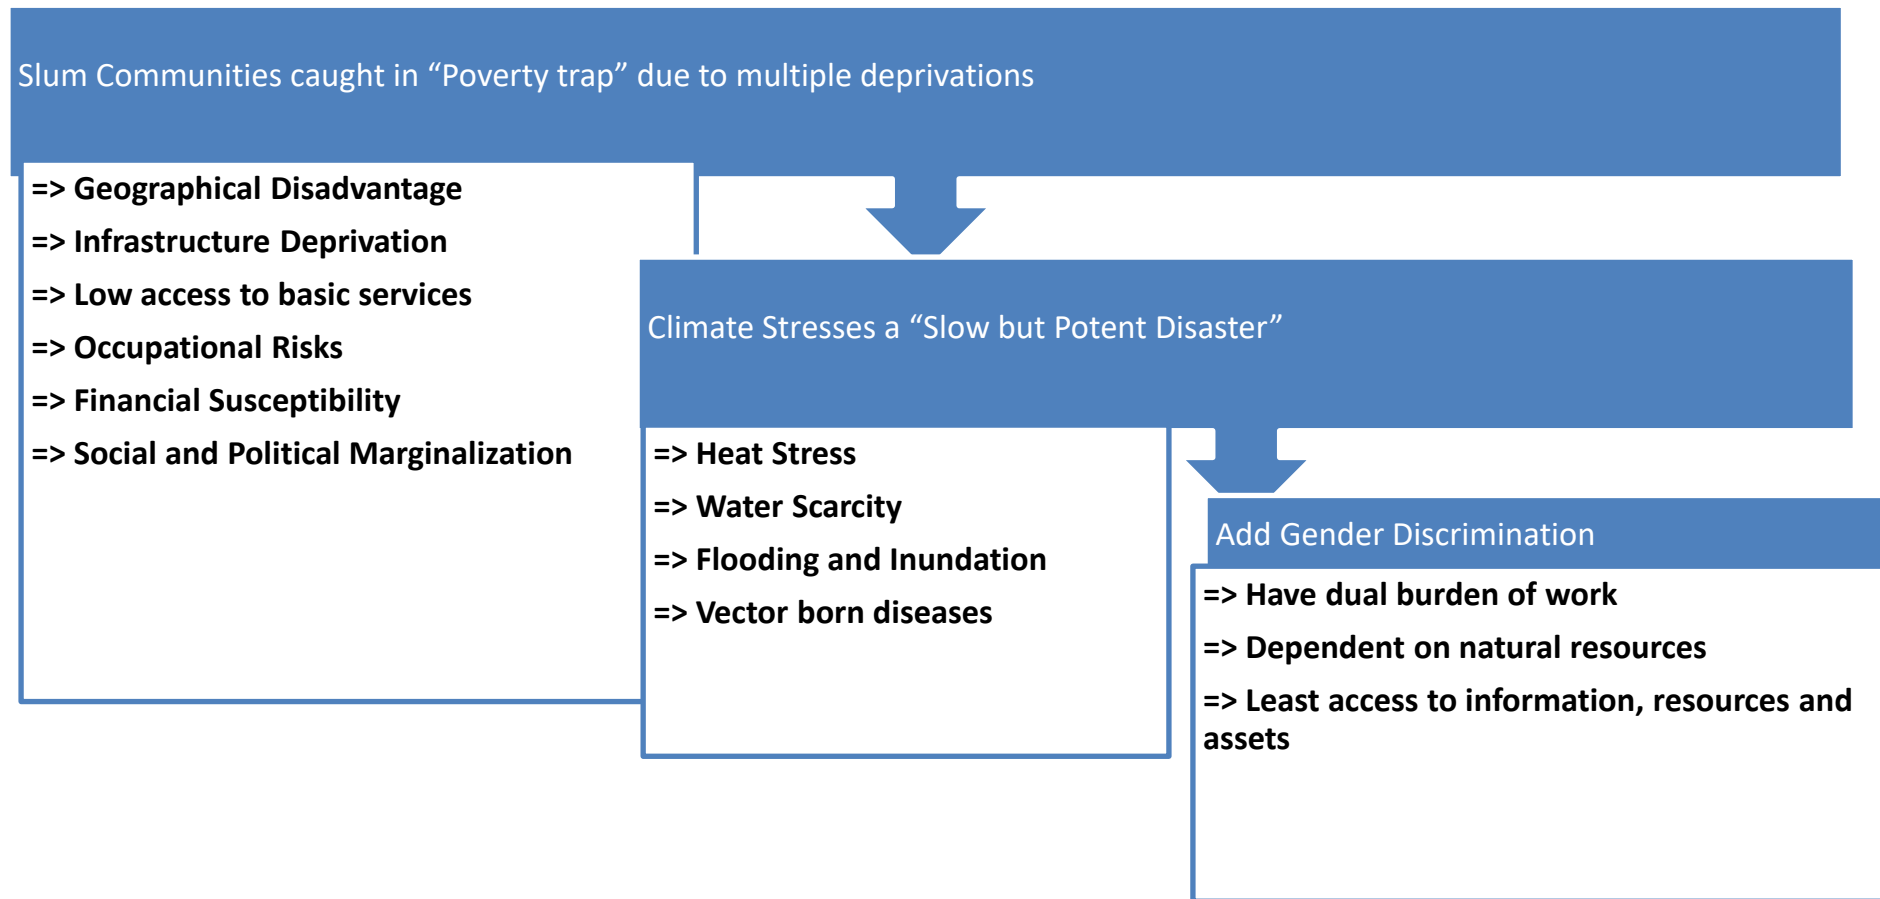 Slum Communities caught in “Poverty trap” due to multiple deprivations
=> Geographical Disadvantage
=> Infrastructure Deprivation
=> Low access to basic services
=> Occupational Risks
=> Financial Susceptibility
=> Social and Political Marginalization
Climate Stresses a “Slow but Potent Disaster”
=> Heat Stress
=> Water Scarcity
=> Flooding and Inundation
=> Vector born diseases
Add Gender Discrimination
=> Have dual burden of work
=> Dependent on natural resources
=> Least access to information, resources and
assets